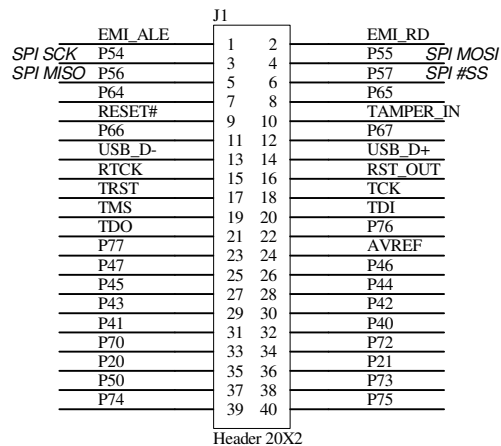 J1
EMI_ALE 1 2 EMI_RD
SPI SCK P54 3 4 P55 SPI MOSI
SPI MISO P56 5 6 P57 SPI #SS
P64 7 8 P65
RESET# 9 10 TAMPER_IN
P66 11 12 P67
USB_D- 13 14 USB_D+
RTCK 15 16 RST_OUT
TRST 17 18 TCK
TMS 19 20 TDI
TDO 21 22 P76
P77 23 24 AVREF
P47 25 26 P46
P45 27 28 P44
P43 29 30 P42
P41 31 32 P40
P70 33 34 P72
P20 35 36 P21
P50 37 38 P73
P74 39 40 P75
Header 20X2